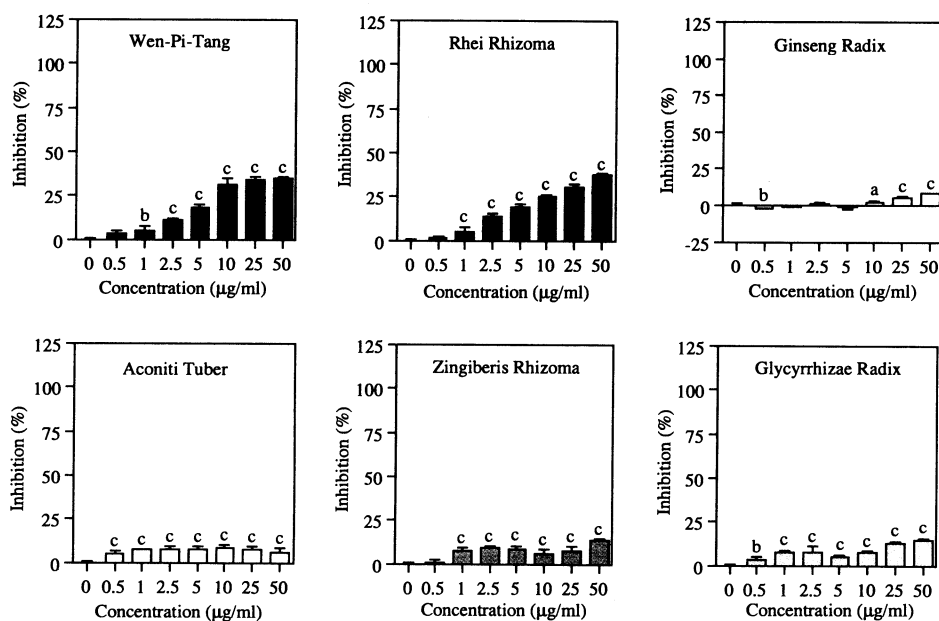 Wen-Pi-Tang
125
100
75
50
25
0
Inhibition (%)
b c c c c c
0 0.5 1 2.5 5 10 25 50
Concentration (μg/ml)
Rhei Rhizoma
125
100
75
50
25
0
Inhibition (%)
c c c c c c
0 0.5 1 2.5 5 10 25 50
Concentration (μg/ml)
Ginseng Radix
125
100
75
50
25
0
-25
Inhibition (%)
b a c c
0 0.5 1 2.5 5 10 25 50
Concentration (μg/ml)
Aconiti Tuber
125
100
75
50
25
0
Inhibition (%)
c c c c c c c
0 0.5 1 2.5 5 10 25 50
Concentration (μg/ml)
Zingiberis Rhizoma
125
100
75
50
25
0
Inhibition (%)
c c c c c c
0 0.5 1 2.5 5 10 25 50
Concentration (μg/ml)
Glycyrrhizae Radix
125
100
75
50
25
0
Inhibition (%)
b c c c c c c
0 0.5 1 2.5 5 10 25 50
Concentration (μg/ml)